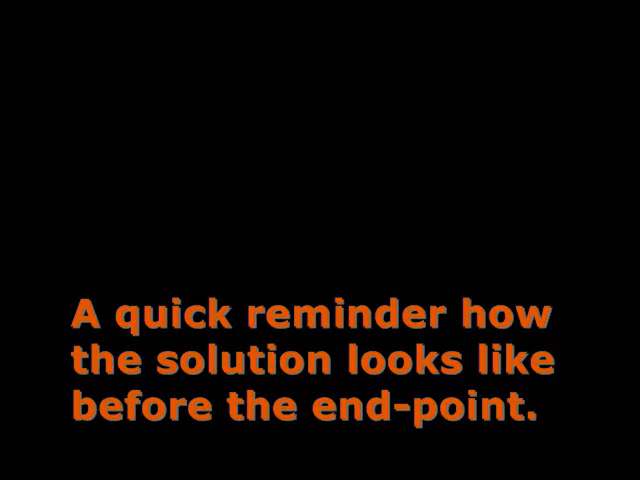 A quick reminder how
the solution looks like
before the end-point.